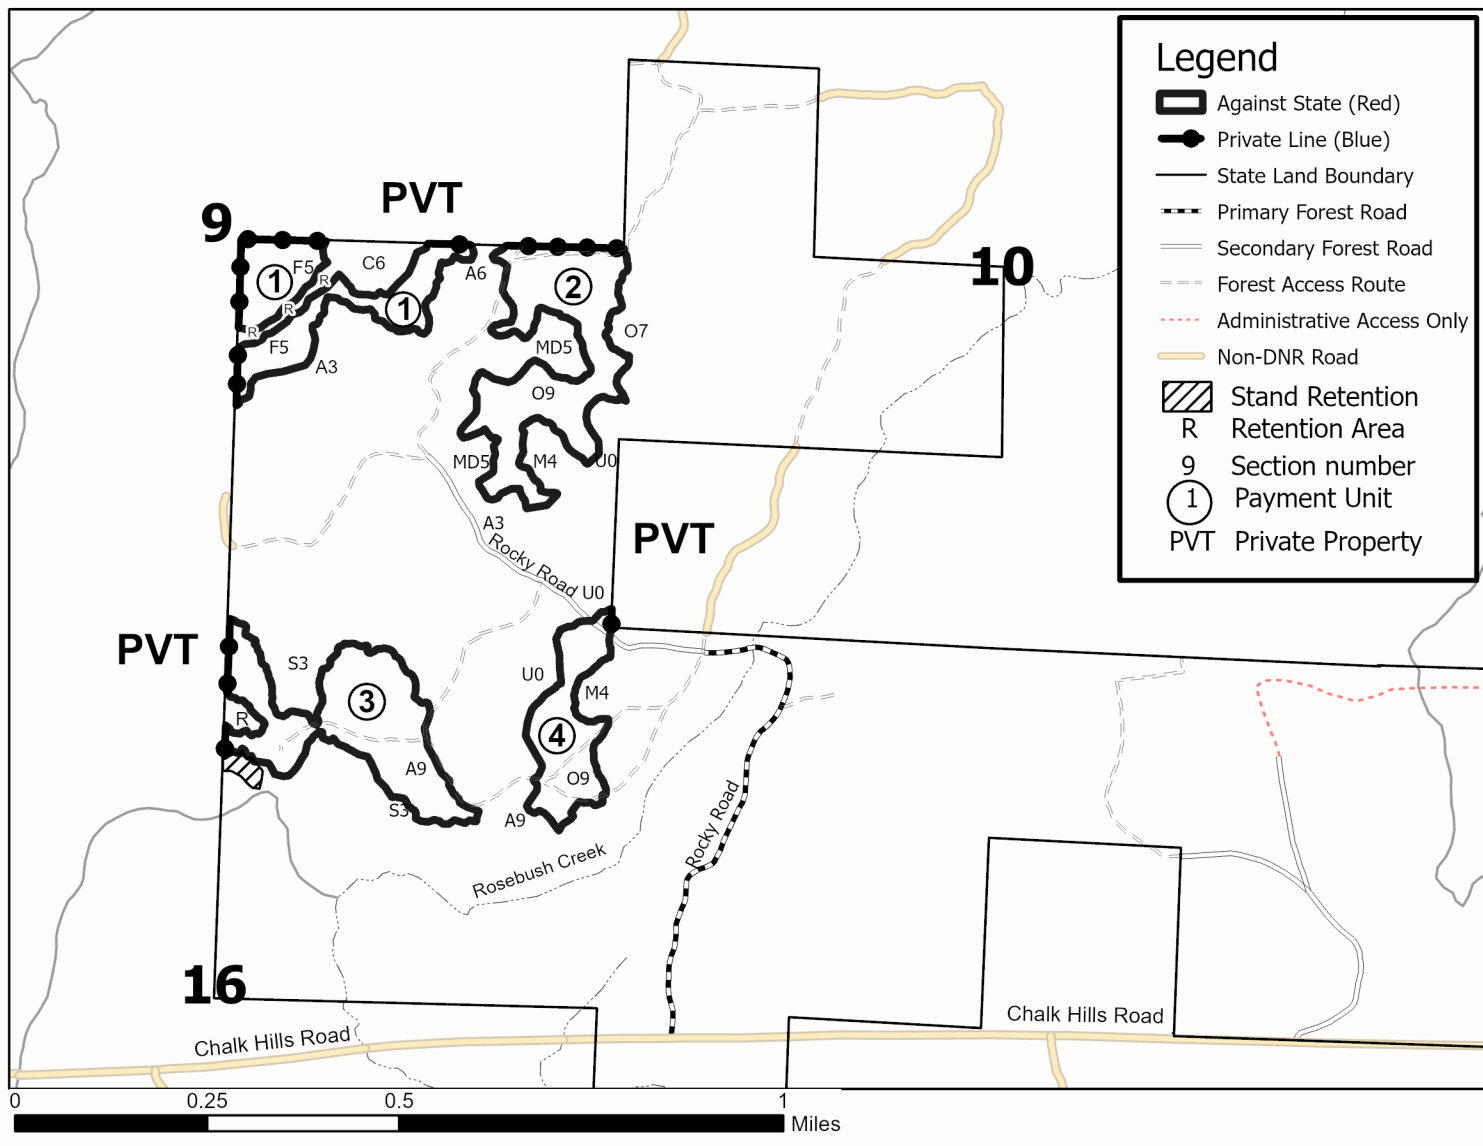 Legend
Against State (Red)
Private Line (Blue)
State Land Boundary
Primary Forest Road
Secondary Forest Road
Forest Access Route
Administrative Access Only
Non-DNR Road
Stand Retention
R Retention Area
9 Section number
1 Payment Unit
PVT Private Property
PVT
9
10
F5
C6
A6
1
R
2
1
R
R
O7
F5
MD5
A3
O9
MD5
M4
U0
A3
PVT
Rocky Road
U0
PVT
S3
U0
M4
3
R
4
A9
O9
S3
A9
Rocky Road
Rosebush Creek
16
Chalk Hills Road
Chalk Hills Road
0 0.25 0.5 1
Miles